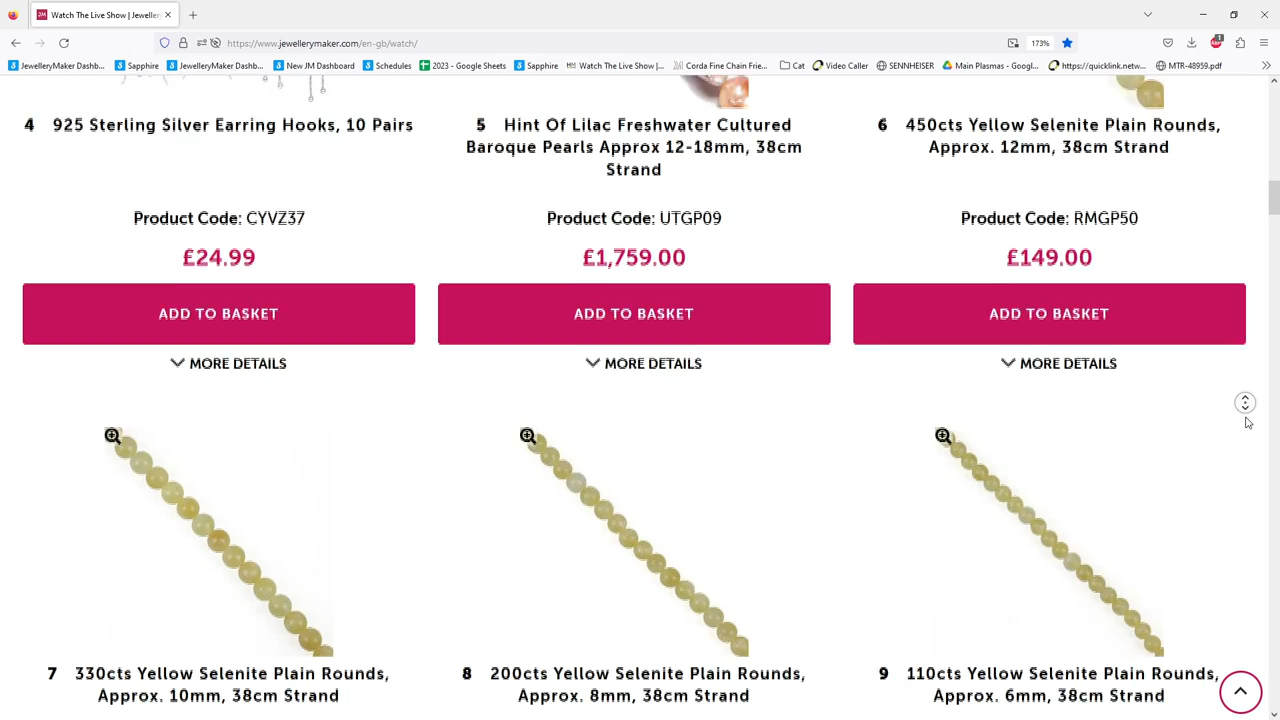 Watch The Live Show | Jeweller
https://www.jewellerymaker.com/en-gb/watch/
173%
1
JewelleryMaker Dashb...
Sapphire
JewelleryMaker Dashb...
New JM Dashboard
Schedules
2023 - Google Sheets
Sapphire
Watch The Live Show |...
Corda Fine Chain Frie...
Cat
Video Caller
SENNHEISER
Main Plasmas - Googl...
https://quicklink.netw...
MTR-48959.pdf
4 925 Sterling Silver Earring Hooks, 10 Pairs
Product Code: CYVZ37
£24.99
ADD TO BASKET
MORE DETAILS
5 Hint Of Lilac Freshwater Cultured
Baroque Pearls Approx 12-18mm, 38cm
Strand
Product Code: UTGP09
£1,759.00
ADD TO BASKET
MORE DETAILS
6 450cts Yellow Selenite Plain Rounds,
Approx. 12mm, 38cm Strand
Product Code: RMGP50
£149.00
ADD TO BASKET
MORE DETAILS
7 330cts Yellow Selenite Plain Rounds,
Approx. 10mm, 38cm Strand
8 200cts Yellow Selenite Plain Rounds,
Approx. 8mm, 38cm Strand
9 110cts Yellow Selenite Plain Rounds,
Approx. 6mm, 38cm Strand